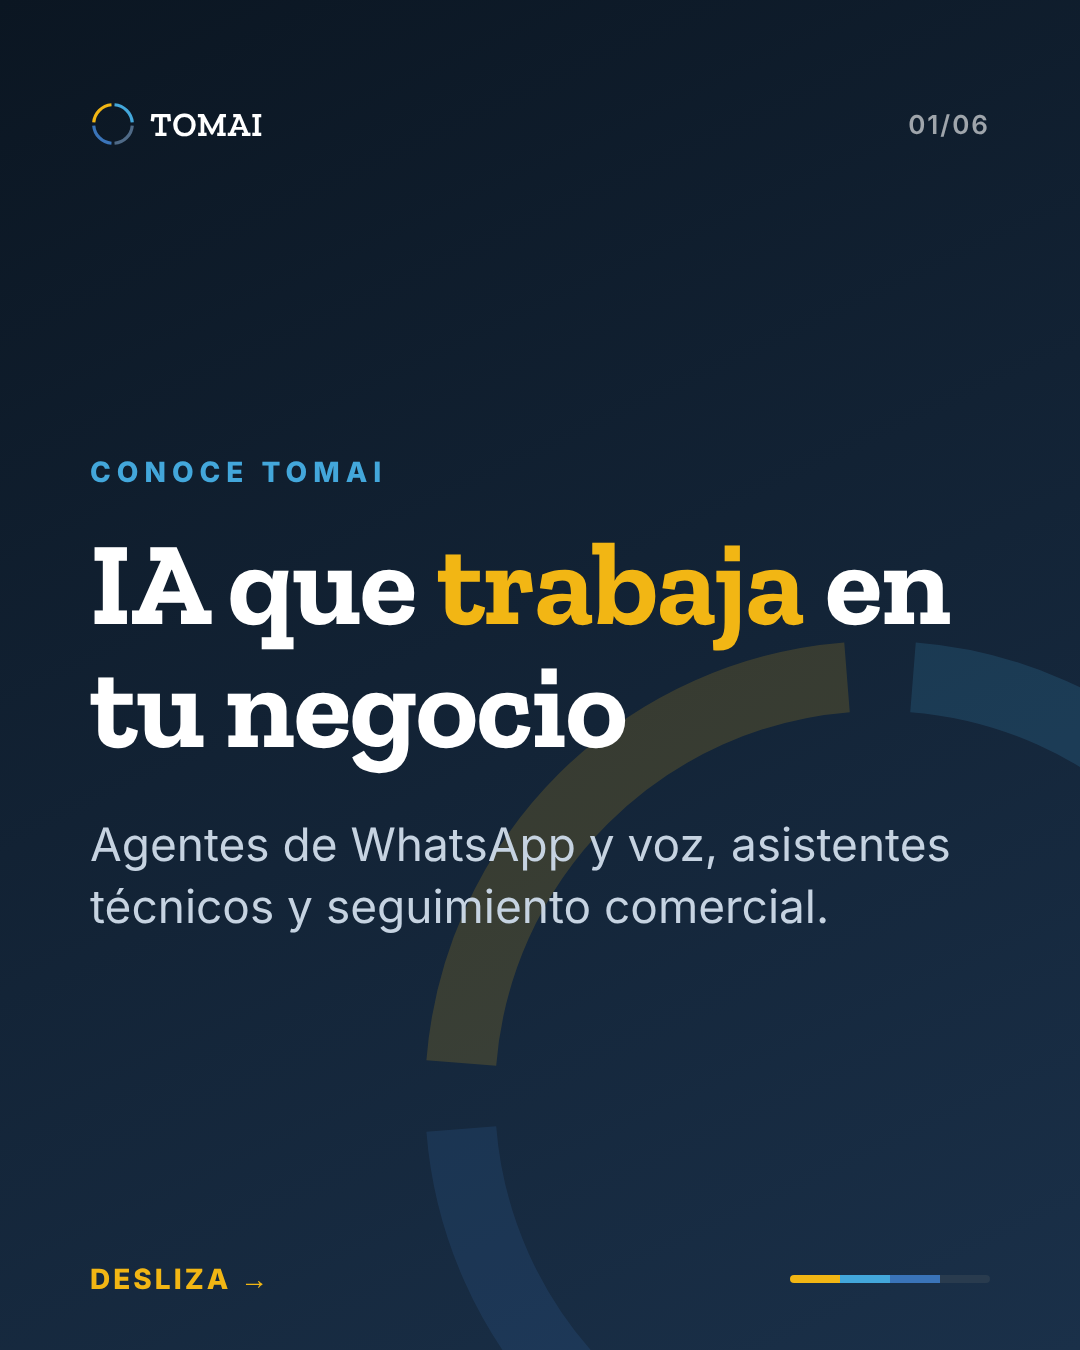 TOMAI
01/06
CONOCE TOMAI
IA que trabaja en
tu negocio
Agentes de WhatsApp y voz, asistentes
técnicos y seguimiento comercial.
DESLIZA →